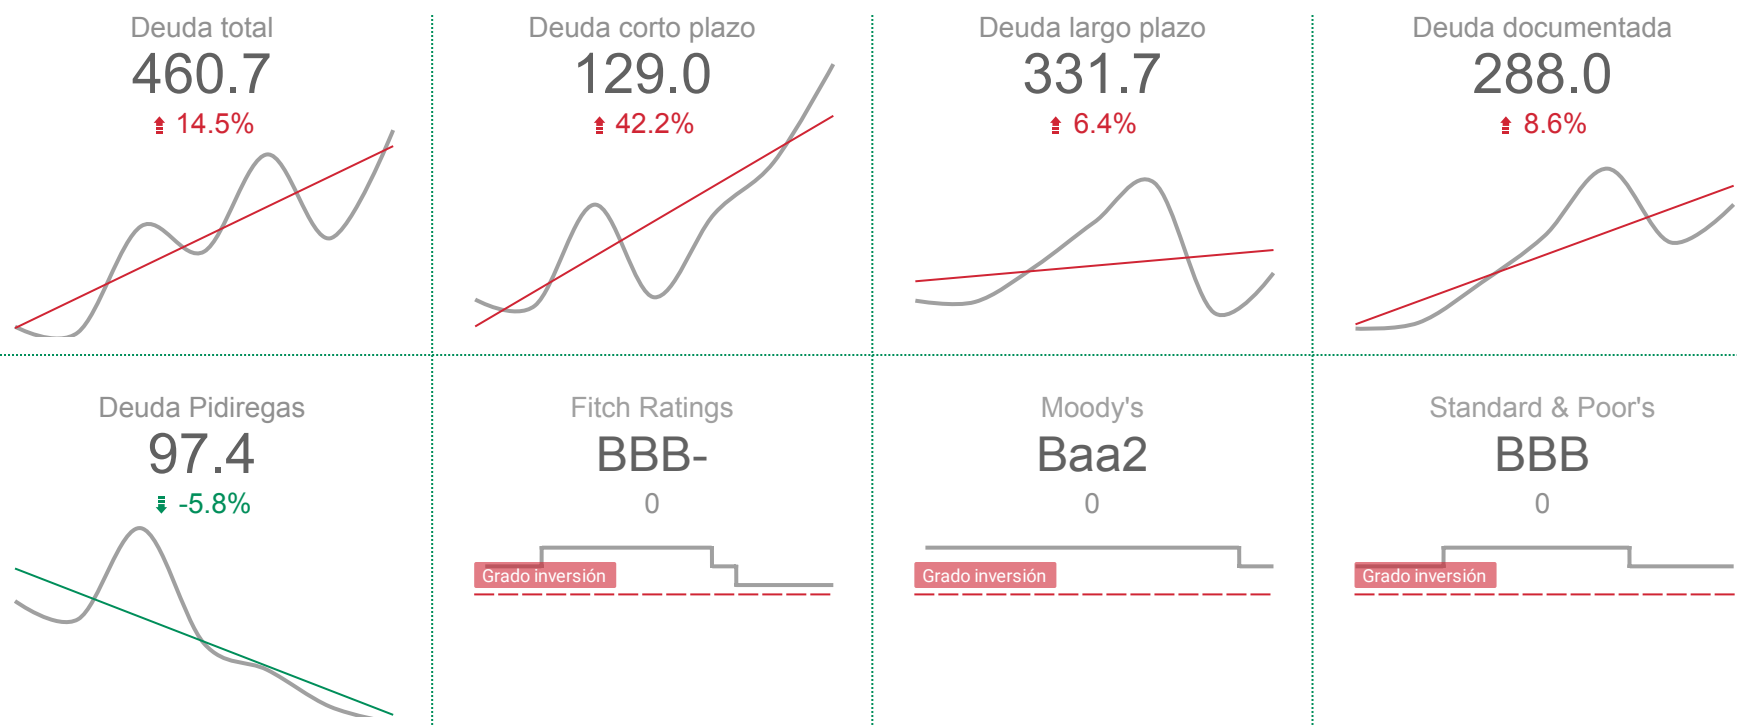 Deuda total
460.7
14.5%
Deuda corto plazo
129.0
42.2%
Deuda largo plazo
331.7
6.4%
Deuda documentada
288.0
8.6%
Deuda Pidiregas
97.4
-5.8%
Fitch Ratings
BBB-
0
Grado inversión
Moody's
Baa2
0
Grado inversión
Standard & Poor's
BBB
0
Grado inversión